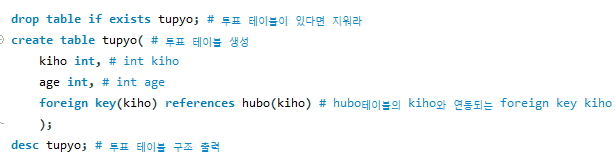 drop table if exists tupyo; # 투표 테이블이 있다면 지워라
create table tupyo( # 투표 테이블 생성
kiho int, # int kiho
age int, # int age
foreign key(kiho) references hubo(kiho) # hubo테이블의 kiho와 연동되는 foreign key kiho
);
desc tupyo; # 투표 테이블 구조 출력